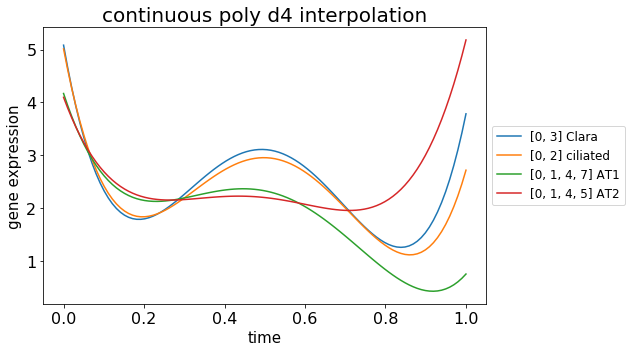 continuous poly d4 interpolation
gene expression
5
4
3
2
1
0.0 0.2 0.4 0.6 0.8 1.0
time
[0, 3] Clara
[0, 2] ciliated
[0, 1, 4, 7] AT1
[0, 1, 4, 5] AT2